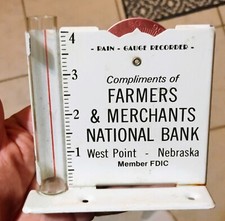 - RAIN - GAUGE RECORDER -
Compliments of
FARMERS
& MERCHANTS
NATIONAL BANK
West Point - Nebraska
Member FDIC
4
3
2
1